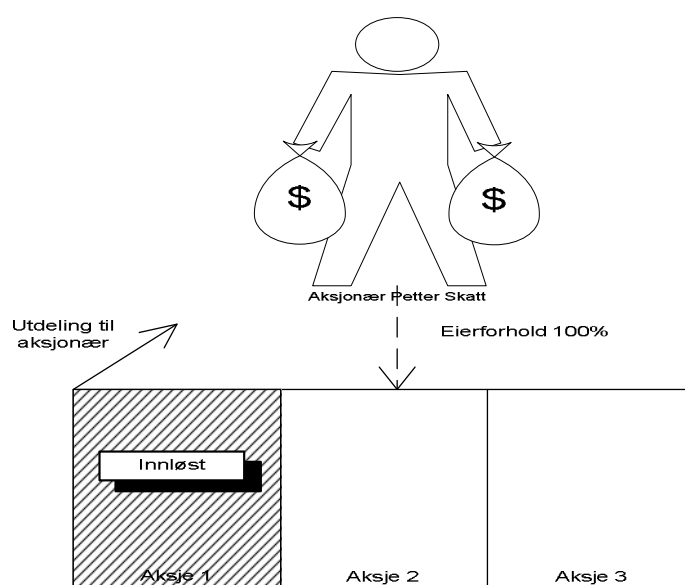 $ $
Aksjonær Petter Skatt
Utdeling til
aksjonær
Eierforhold 100%
Innløst
Aksje 1 Aksje 2 Aksje 3